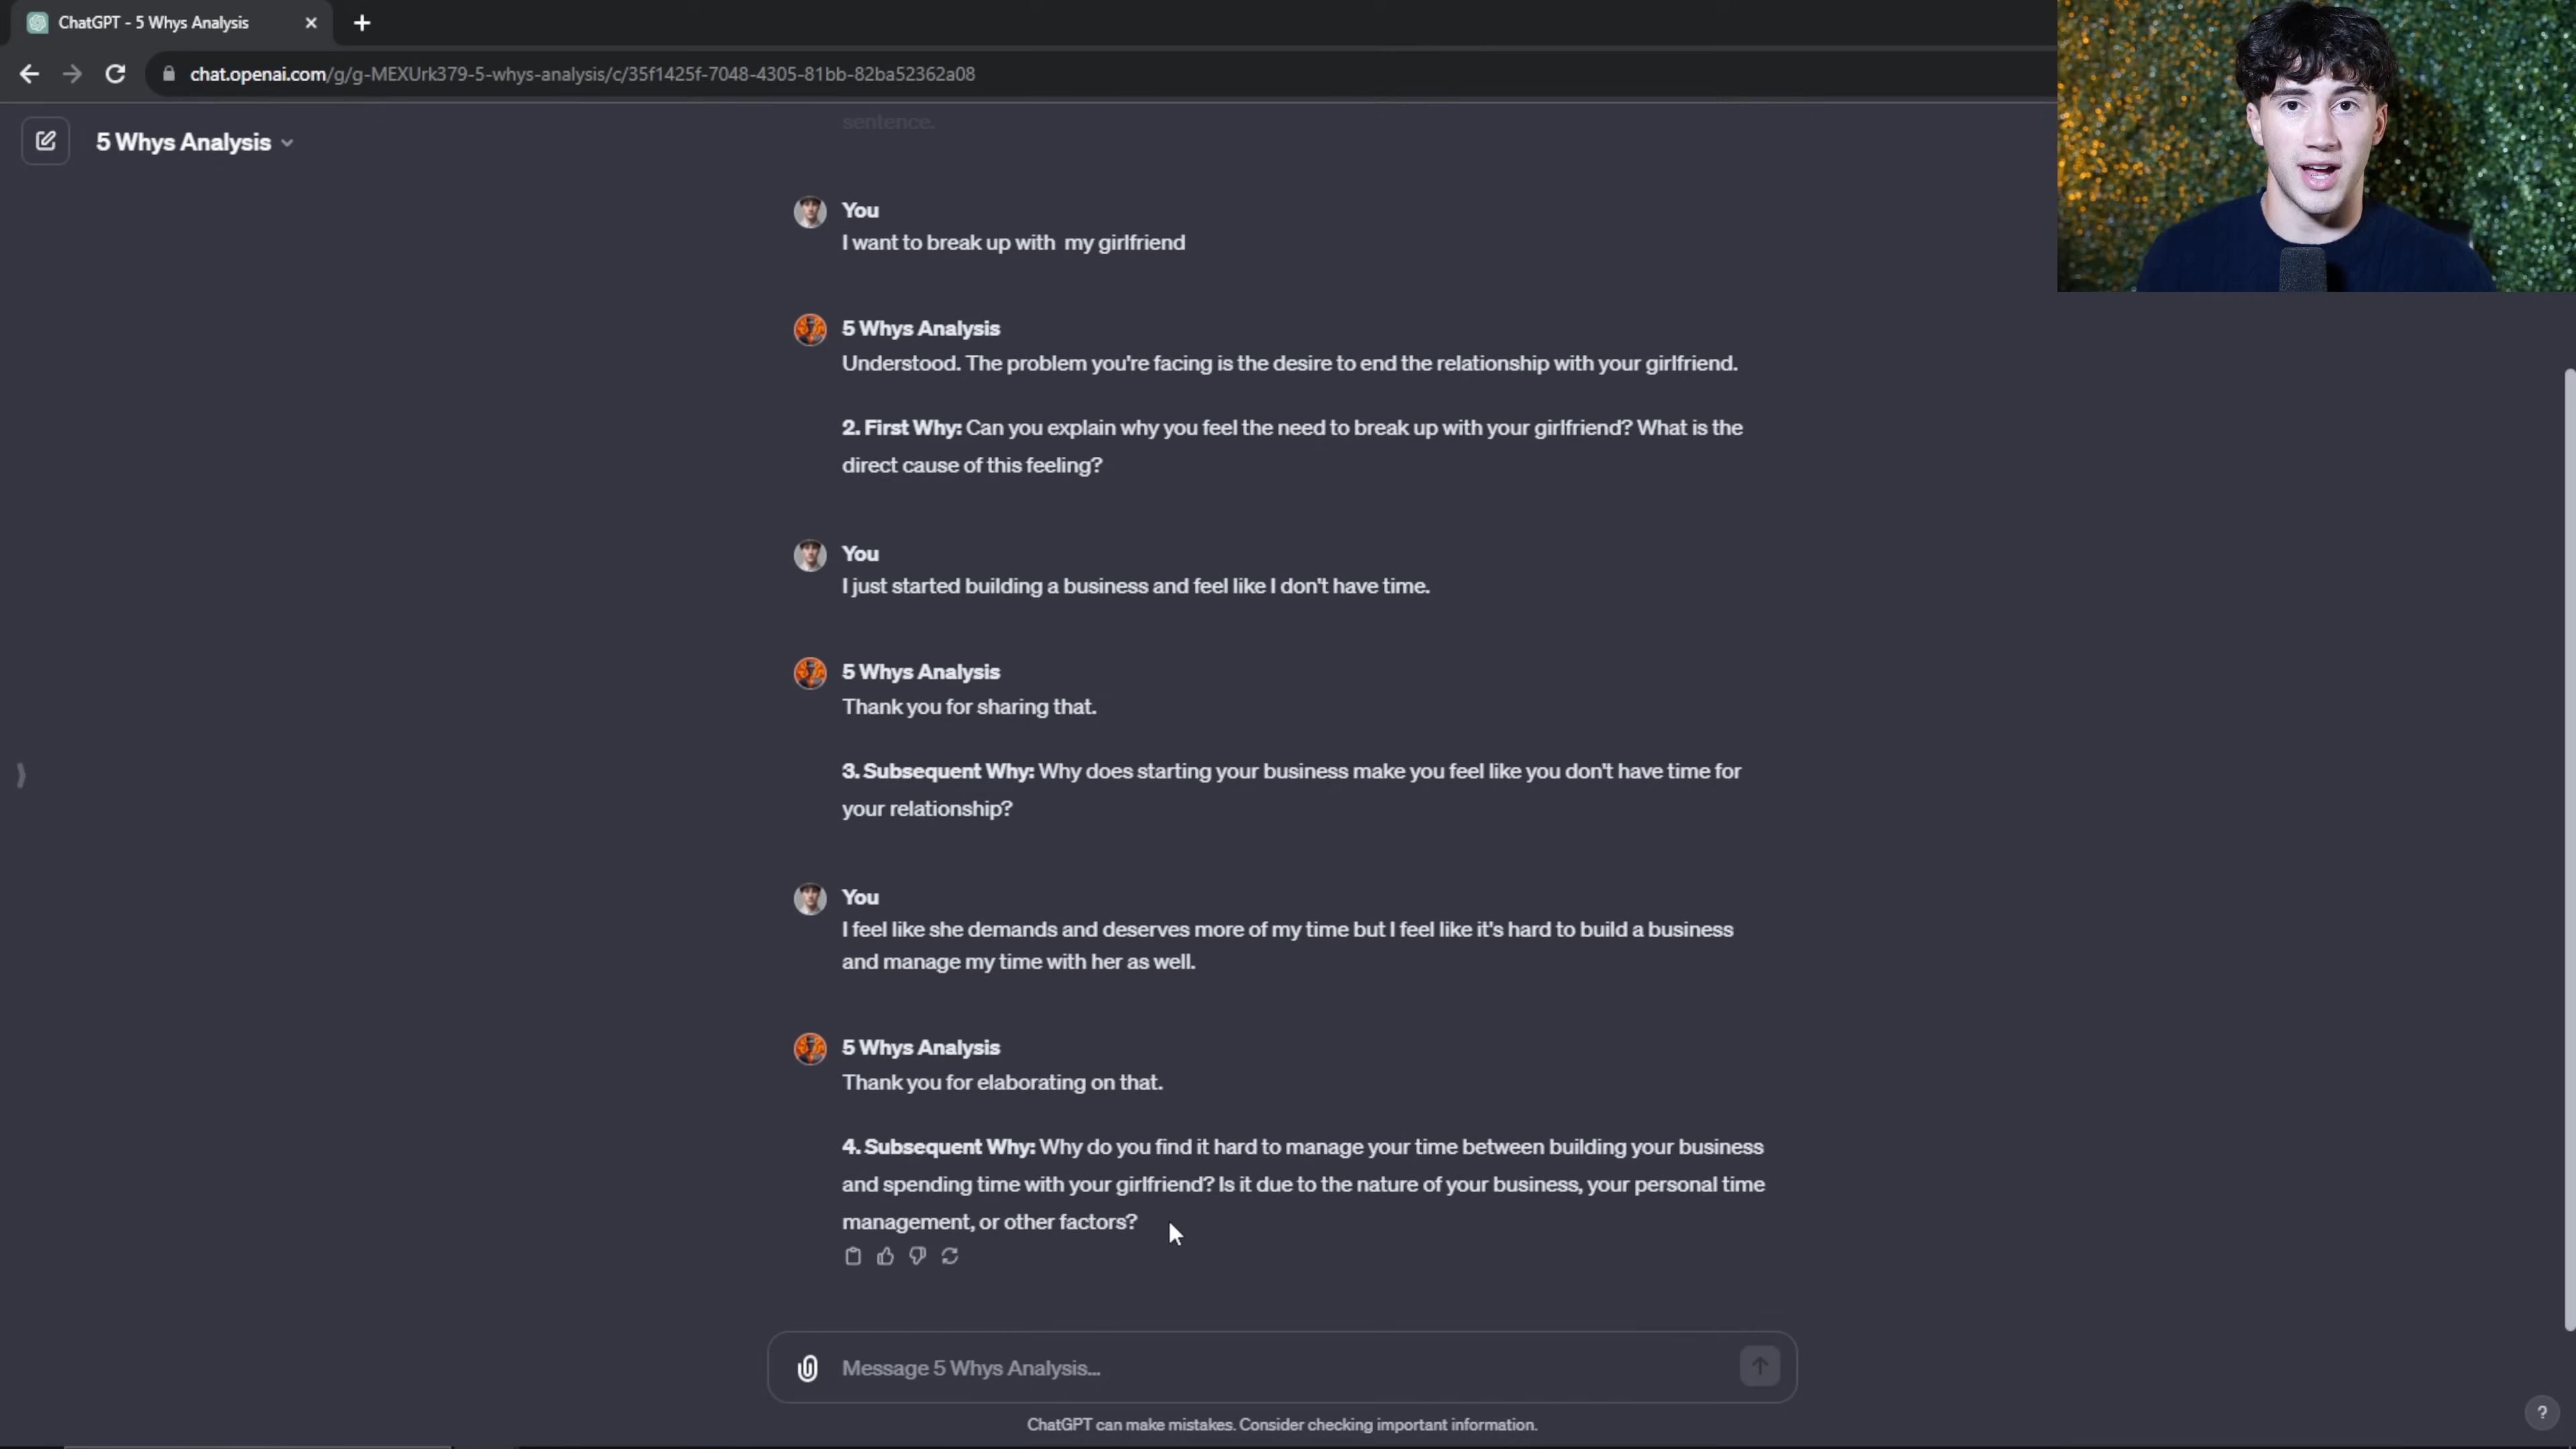 ChatGPT - 5 Whys Analysis
chat.openai.com/g/g-MEXUrk379-5-whys-analysis/c/35f1425f-7048-4305-81bb-82ba52362a08
5 Whys Analysis
sentence.
You
I want to break up with  my girlfriend
5 Whys Analysis
Understood. The problem you're facing is the desire to end the relationship with your girlfriend.
2. First Why: Can you explain why you feel the need to break up with your girlfriend? What is the
direct cause of this feeling?
You
I just started building a business and feel like I don't have time.
5 Whys Analysis
Thank you for sharing that.
3. Subsequent Why: Why does starting your business make you feel like you don't have time for
your relationship?
You
I feel like she demands and deserves more of my time but I feel like it's hard to build a business
and manage my time with her as well.
5 Whys Analysis
Thank you for elaborating on that.
4. Subsequent Why: Why do you find it hard to manage your time between building your business
and spending time with your girlfriend? Is it due to the nature of your business, your personal time
management, or other factors?
Message 5 Whys Analysis...
ChatGPT can make mistakes. Consider checking important information.
?